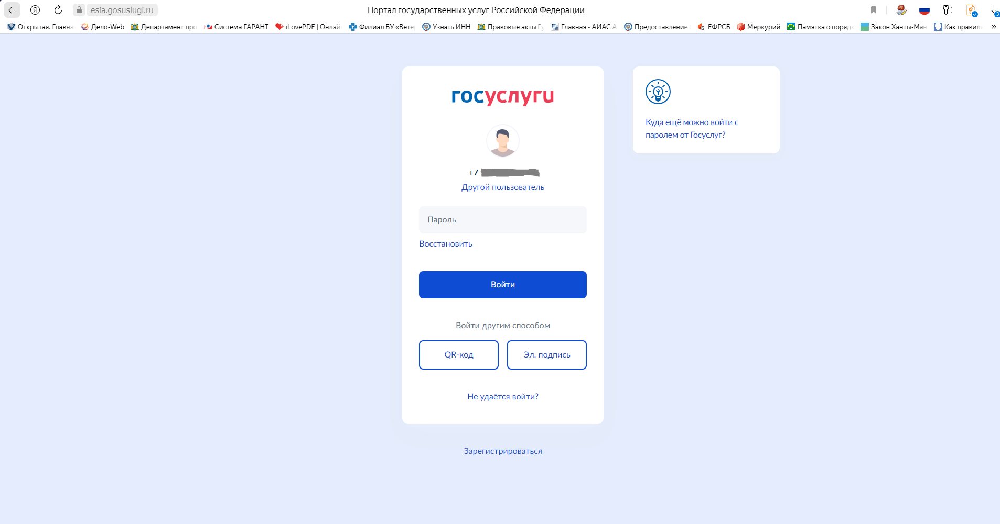 esia.gosuslugi.ru
Портал государственных услуг Российской Федерации
3
Открытая. Главна Дело-Web Департамент про Система ГАРАНТ iLovePDF | Онлай Филиал БУ «Вете Узнать ИНН Правовые акты Гу Главная - АИАС А Предоставление ЕФРСБ Меркурий Памятка о поряд Закон Ханты-Ман Как правиль »
госуслуги
+7
Другой пользователь
Пароль
Восстановить
Войти
Войти другим способом
QR-код Эл. подпись
Не удаётся войти?
Зарегистрироваться
Куда ещё можно войти с
паролем от Госуслуг?